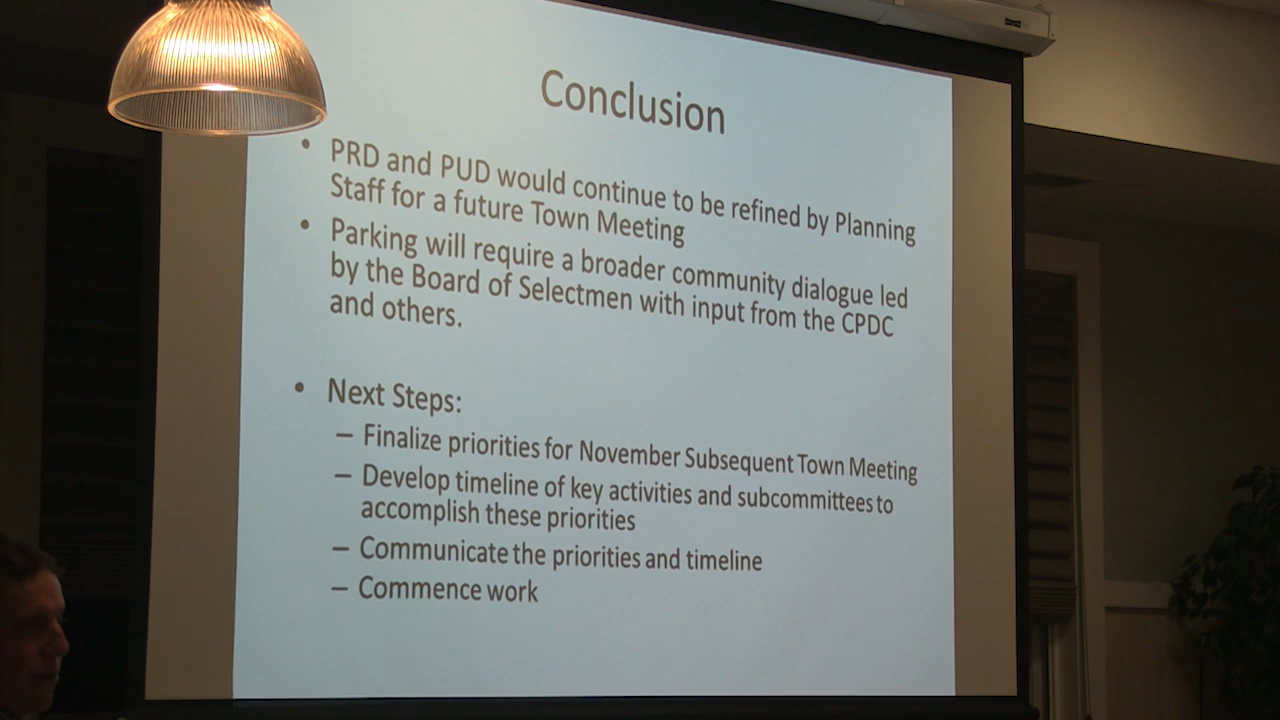 Conclusion
• PRD and PUD would continue to be refined by Planning
Staff for a future Town Meeting
• Parking will require a broader community dialogue led
by the Board of Selectmen with input from the CPDC
and others.
• Next Steps:
– Finalize priorities for November Subsequent Town Meeting
– Develop timeline of key activities and subcommittees to
accomplish these priorities
– Communicate the priorities and timeline
– Commence work